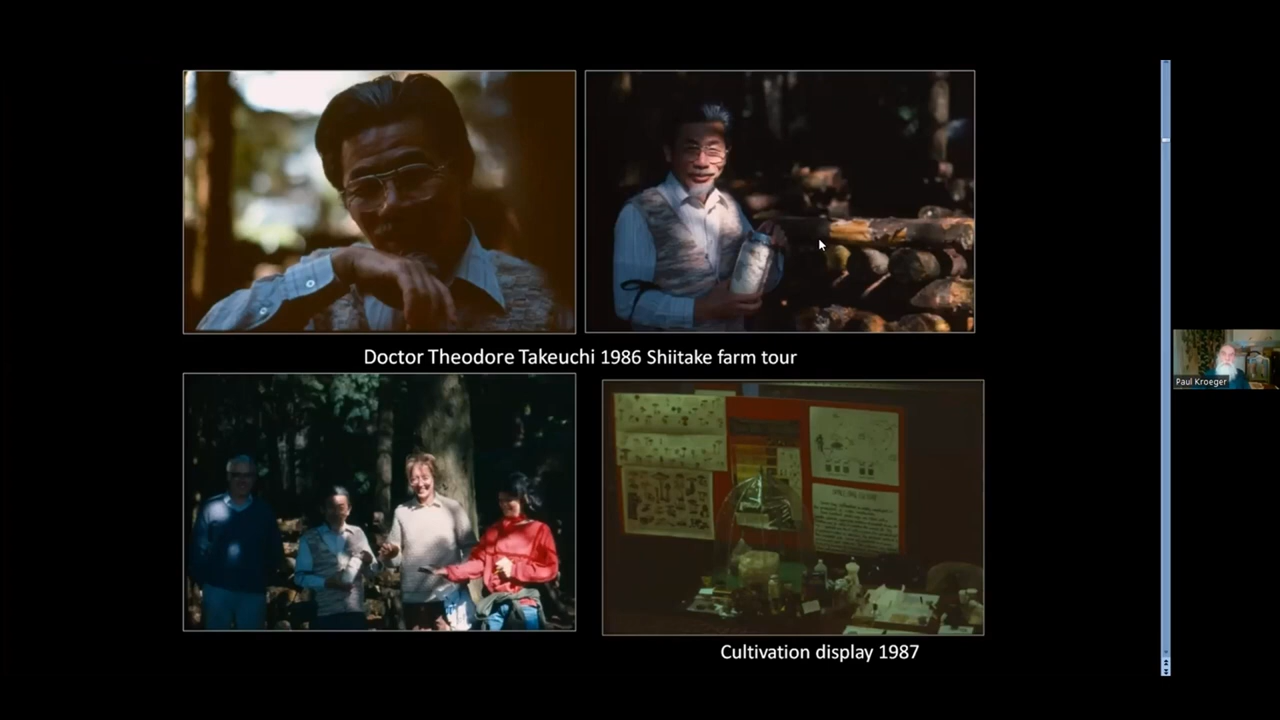 Doctor Theodore Takeuchi 1986 Shiitake farm tour
Paul Kroeger
Cultivation display 1987